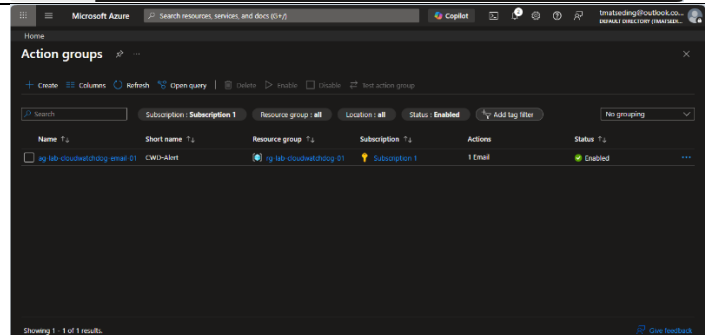 Microsoft Azure Search resources, services, and docs (G+/) Copilot tmatseding@outlook.co...
DEFAULT DIRECTORY (TMATSEDI...
Home
Action groups
Create Columns Refresh Open query Delete Enable Disable Test action group
Search Subscription : Subscription 1 Resource group : all Location : all Status : Enabled Add tag filter No grouping
Name Short name Resource group Subscription Actions Status
ag-lab-cloudwatchdog-email-01 CWD-Alert rg-lab-cloudwatchdog-01 Subscription 1 1 Email Enabled
Showing 1 - 1 of 1 results. Give feedback